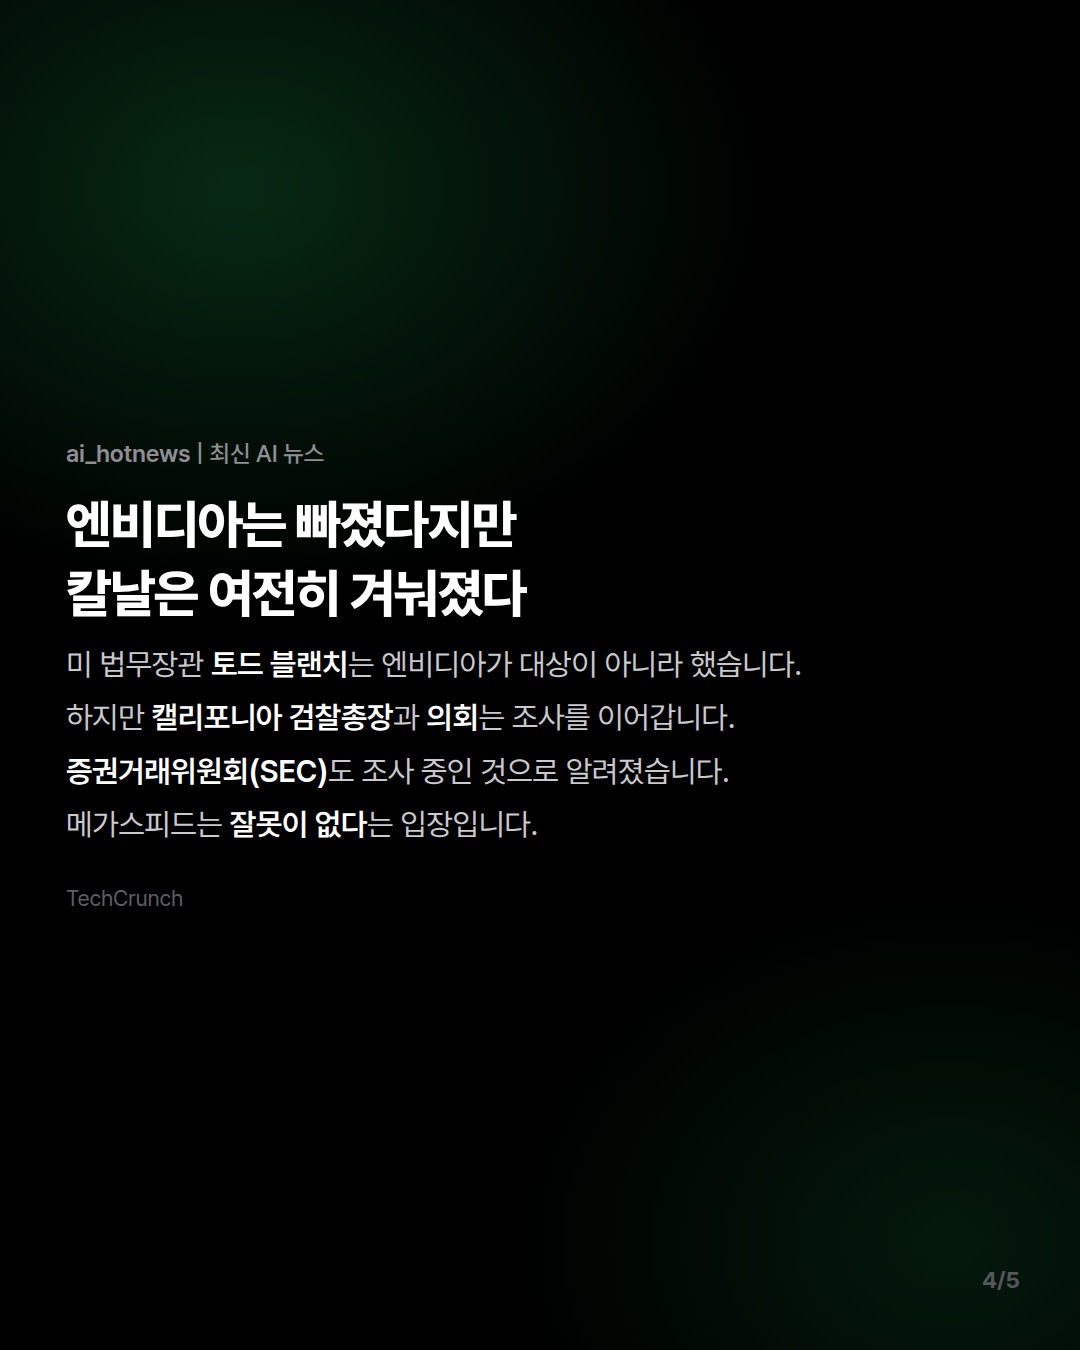 ai_hotnews | 최신 AI 뉴스
엔비디아는 빠졌다지만
칼날은 여전히 겨눠졌다
미 법무장관 토드 블랜치는 엔비디아가 대상이 아니라 했습니다.
하지만 캘리포니아 검찰총장과 의회는 조사를 이어갑니다.
증권거래위원회(SEC)도 조사 중인 것으로 알려졌습니다.
메가스피드는 잘못이 없다는 입장입니다.
TechCrunch
4/5